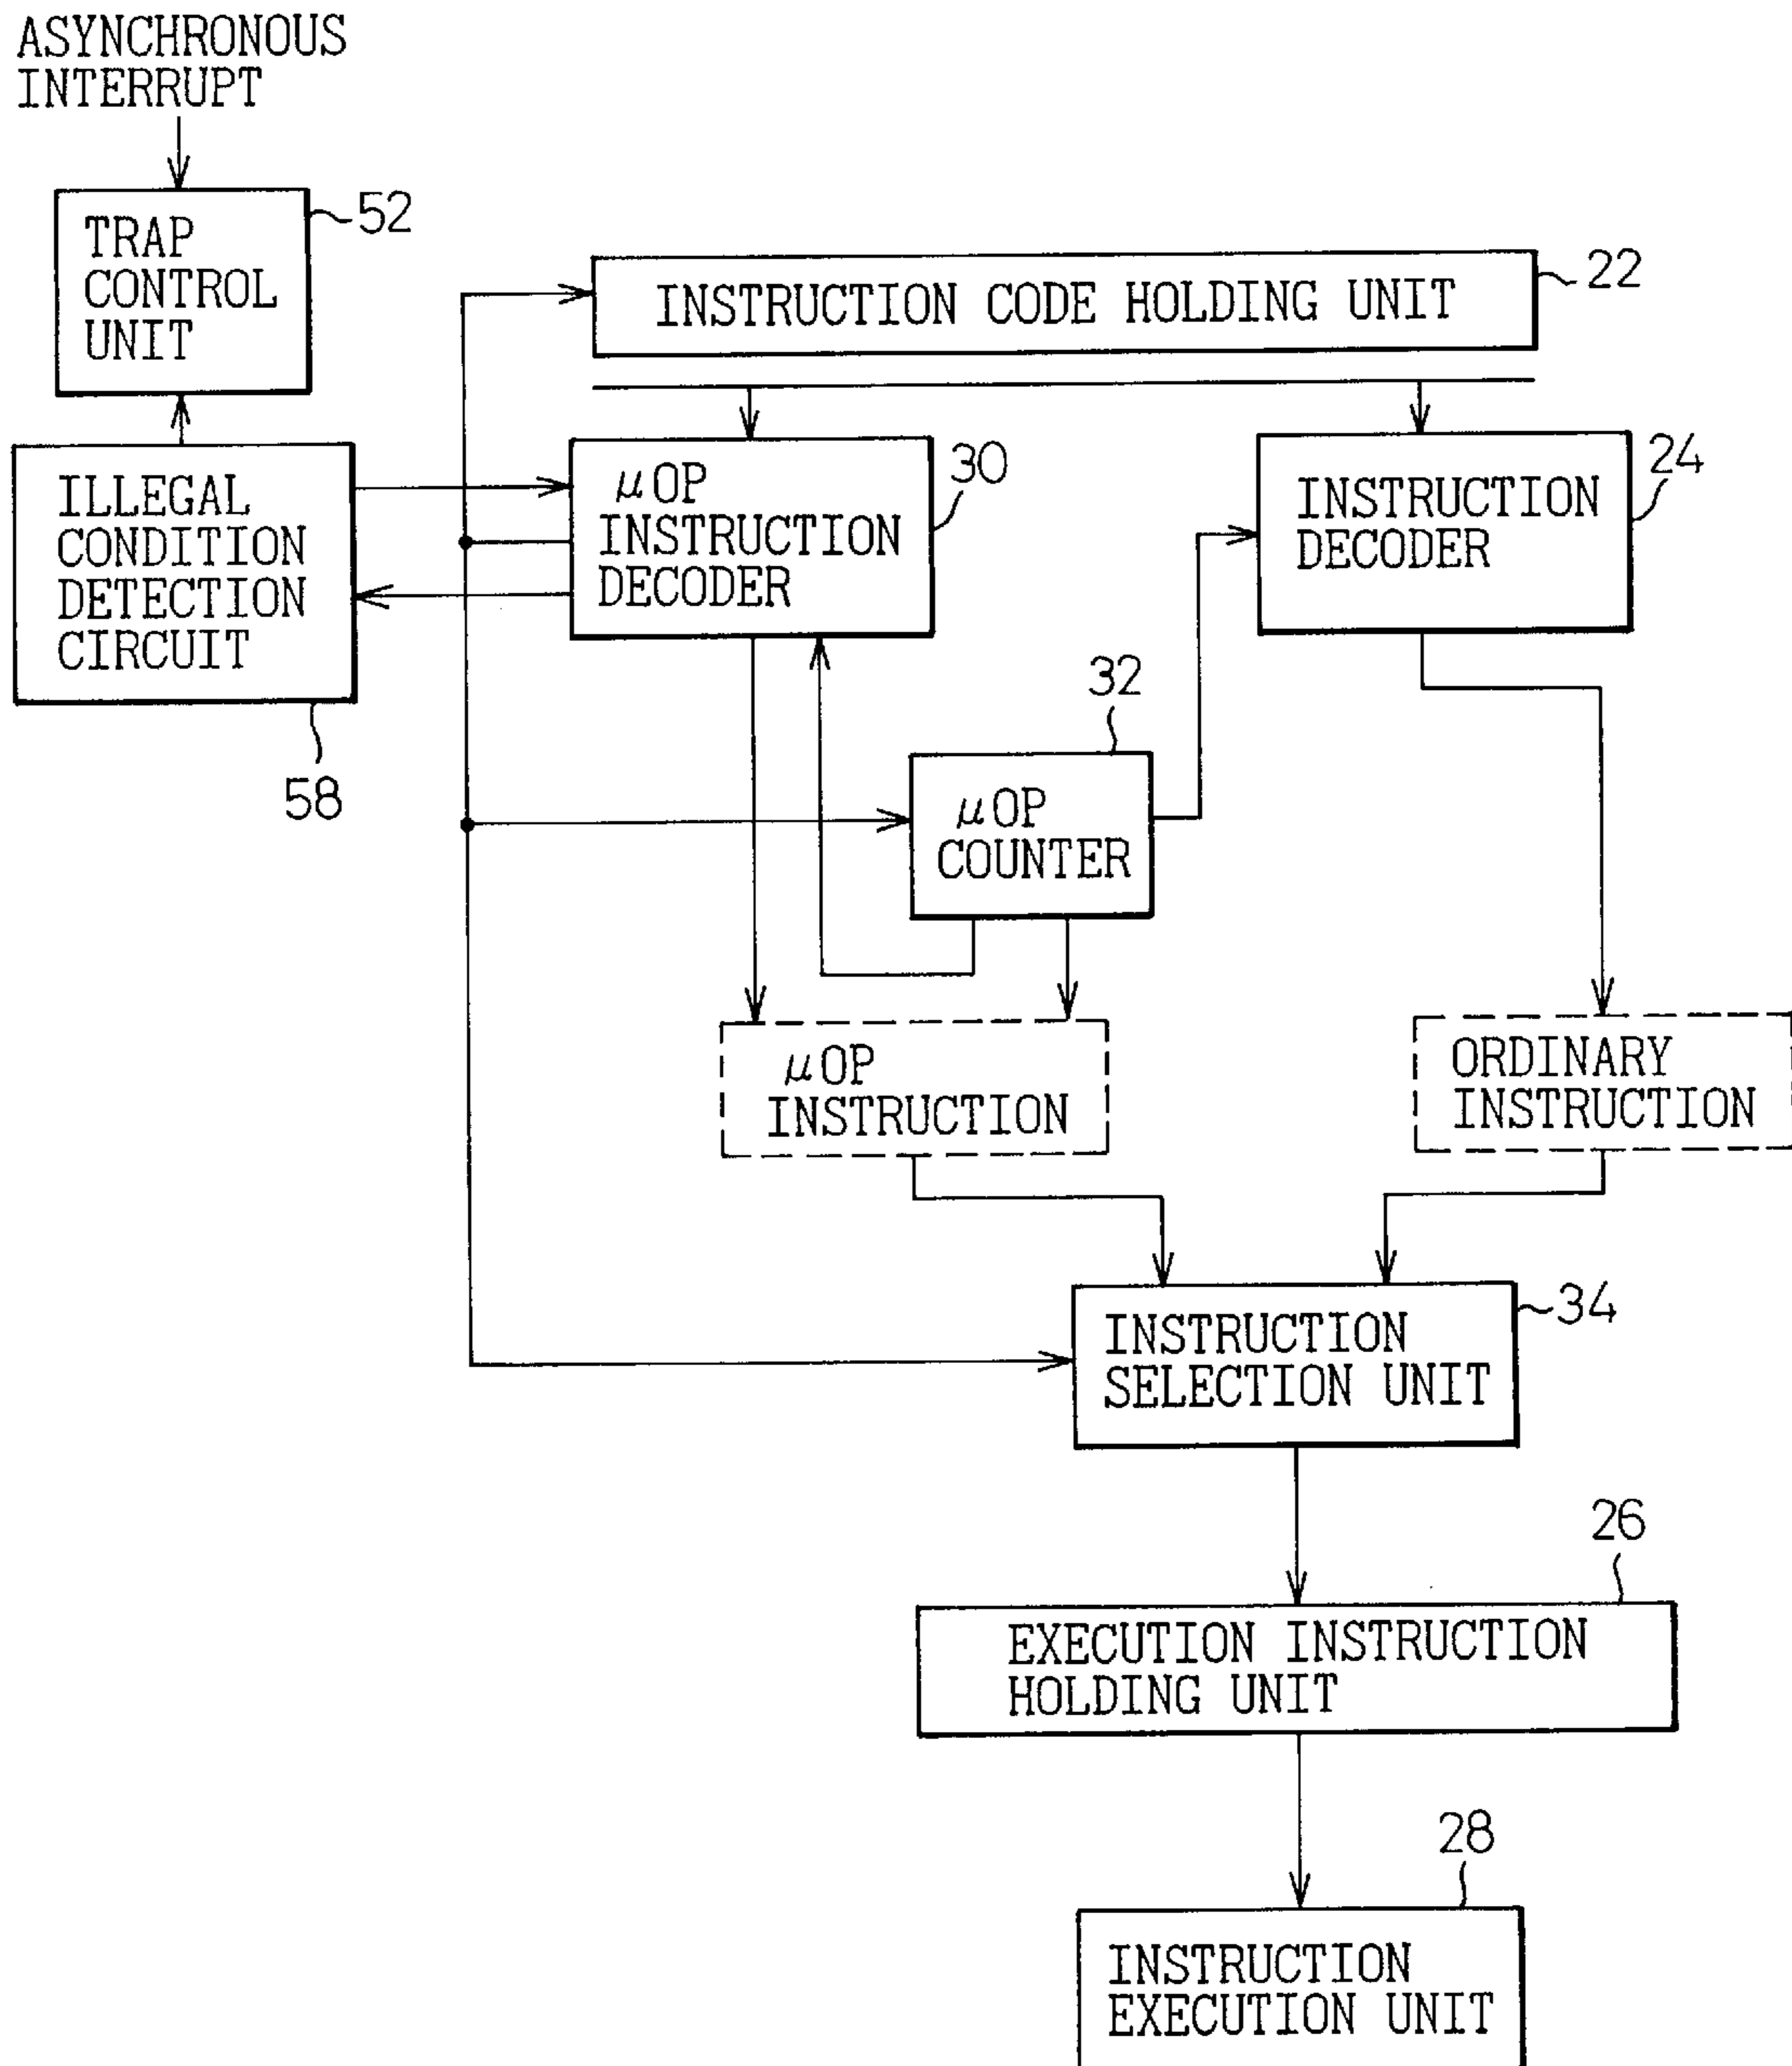 ASYNCHRONOUS
INTERRUPT
52
TRAP
CONTROL
UNIT
22
INSTRUCTION CODE HOLDING UNIT
30
24
ILLEGAL
CONDITION
DETECTION
CIRCUIT
58
μOP
INSTRUCTION
DECODER
INSTRUCTION
DECODER
32
μOP
COUNTER
μOP
INSTRUCTION
ORDINARY
INSTRUCTION
34
INSTRUCTION
SELECTION UNIT
26
EXECUTION INSTRUCTION
HOLDING UNIT
28
INSTRUCTION
EXECUTION UNIT